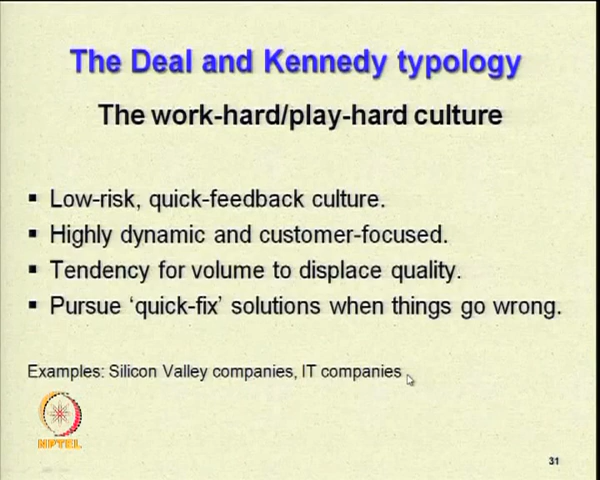 The Deal and Kennedy typology
The work-hard/play-hard culture
▪ Low-risk, quick-feedback culture.
▪ Highly dynamic and customer-focused.
▪ Tendency for volume to displace quality.
▪ Pursue ‘quick-fix’ solutions when things go wrong.
Examples: Silicon Valley companies, IT companies
NPTEL
31